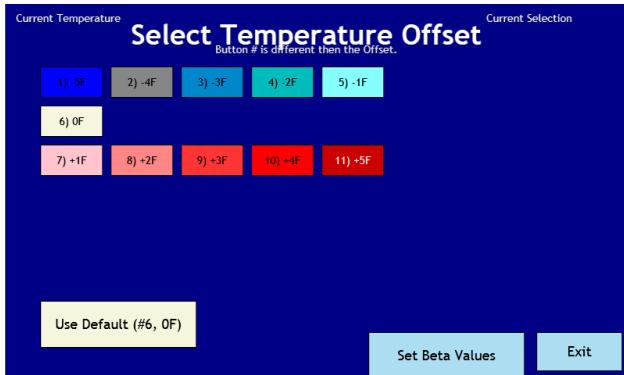 Current Temperature
Current Selection
Select Temperature Offset
Button # is different then the Offset.
1) -5F 2) -4F 3) -3F 4) -2F 5) -1F
6) 0F
7) +1F 8) +2F 9) +3F 10) +4F 11) +5F
Use Default (#6, 0F)
Set Beta Values Exit